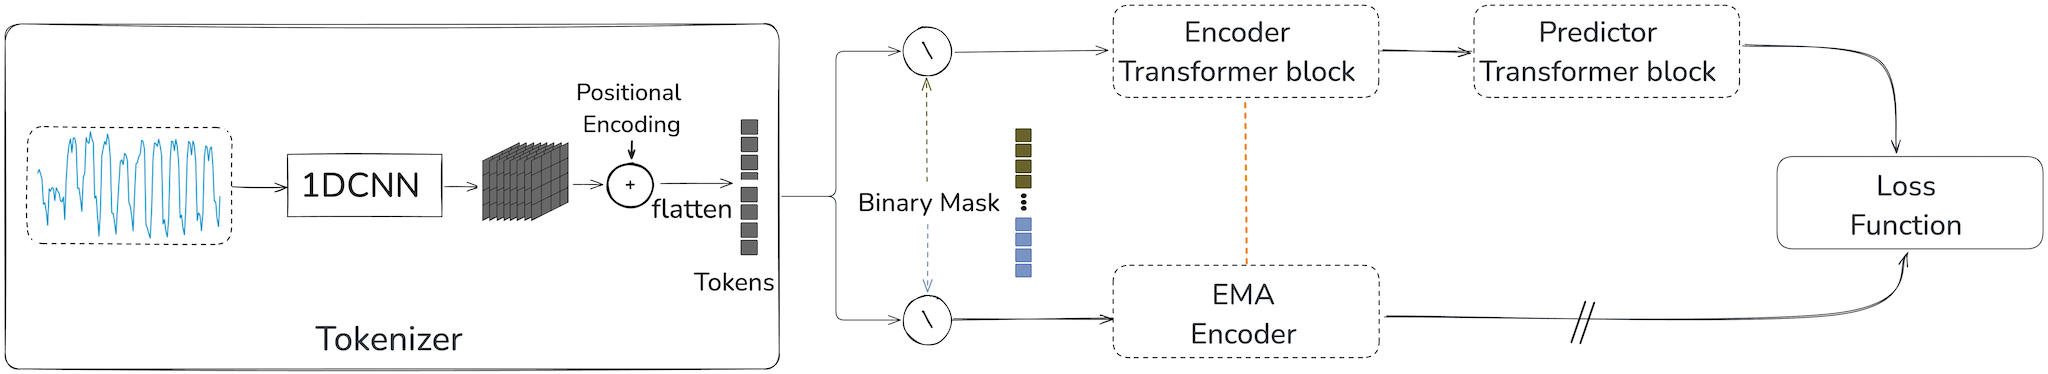 Positional
Encoding
1DCNN
+
flatten
Tokens
Tokenizer
\
Binary Mask
\
Encoder
Transformer block
Predictor
Transformer block
EMA
Encoder
//
Loss
Function